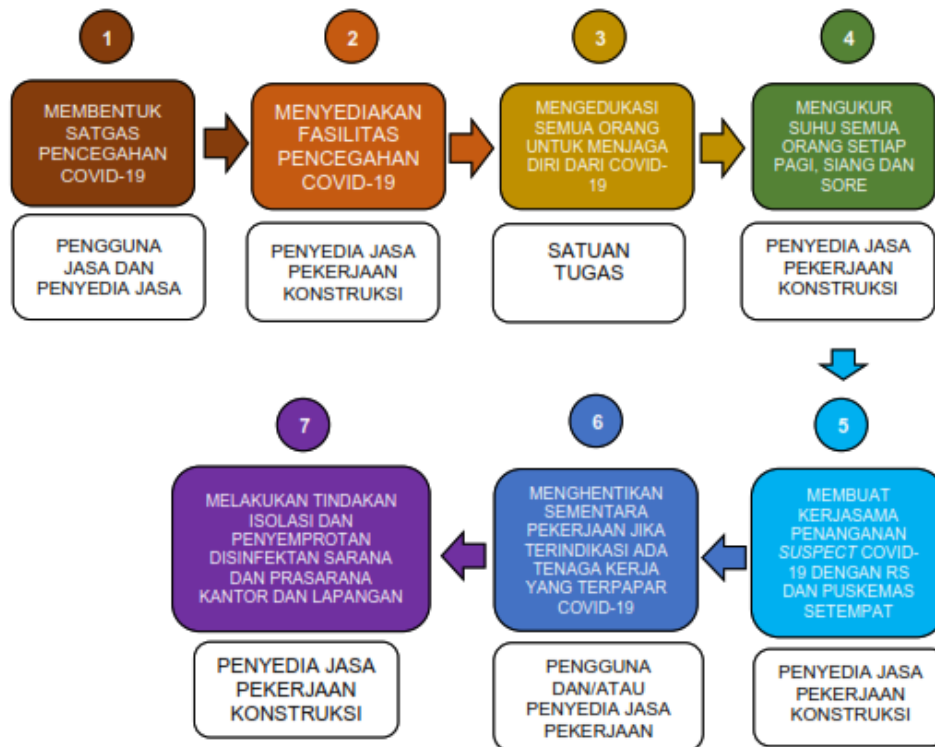 1
MEMBENTUK
SATGAS
PENCEGAHAN
COVID-19
PENGGUNA
JASA DAN
PENYEDIA JASA
2
MENYEDIAKAN
FASILITAS
PENCEGAHAN
COVID-19
PENYEDIA JASA
PEKERJAAN
KONSTRUKSI
3
MENGEDUKASI
SEMUA ORANG
UNTUK MENJAGA
DIRI DARI COVID-
19
SATUAN
TUGAS
4
MENGUKUR
SUHU SEMUA
ORANG SETIAP
PAGI, SIANG DAN
SORE
PENYEDIA JASA
PEKERJAAN
KONSTRUKSI
5
MEMBUAT
KERJASAMA
PENANGANAN
SUSPECT COVID-
19 DENGAN RS
DAN PUSKEMAS
SETEMPAT
PENYEDIA JASA
PEKERJAAN
KONSTRUKSI
6
MENGHENTIKAN
SEMENTARA
PEKERJAAN JIKA
TERINDIKASI ADA
TENAGA KERJA
YANG TERPAPAR
COVID-19
PENGGUNA
DAN/ATAU
PENYEDIA JASA
PEKERJAAN
7
MELAKUKAN TINDAKAN
ISOLASI DAN
PENYEMPROTAN
DISINFEKTAN SARANA
DAN PRASARANA
KANTOR DAN LAPANGAN
PENYEDIA JASA
PEKERJAAN
KONSTRUKSI